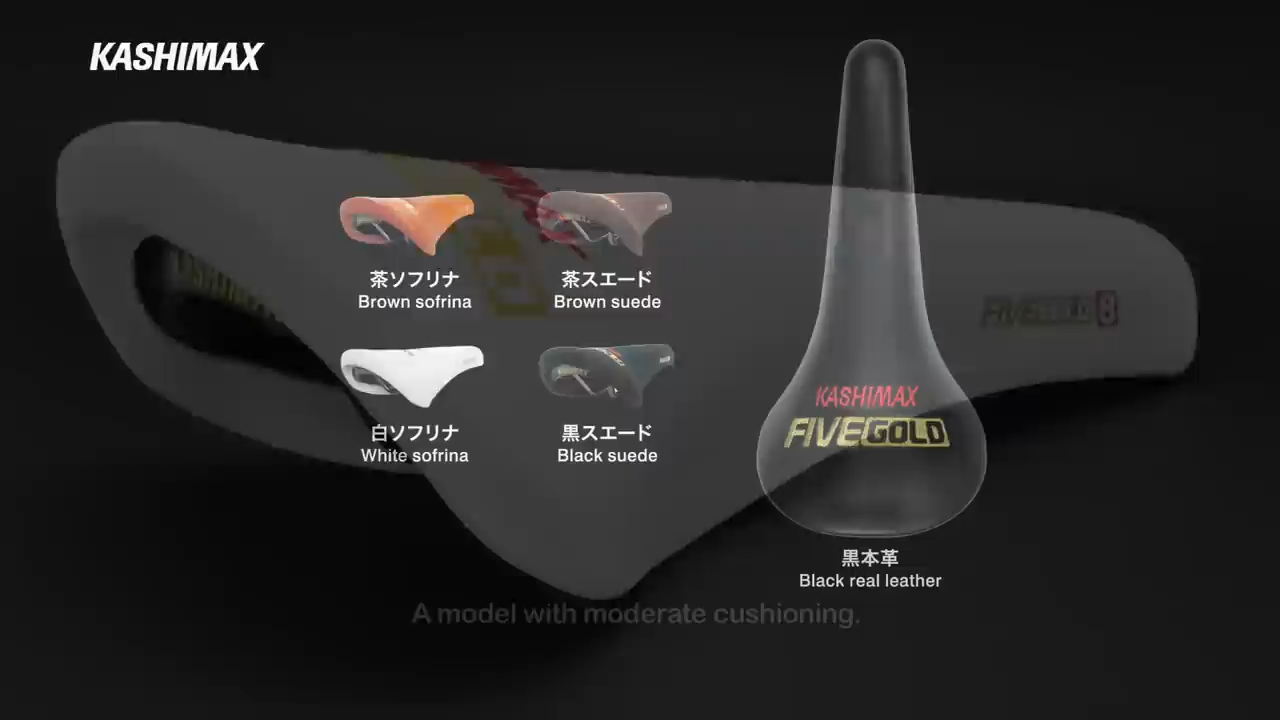 KASHIMAX
茶ソフリナ
Brown sofrina
茶スエード
Brown suede
白ソフリナ
White sofrina
黒スエード
Black suede
KASHIMAX
FIVEGOLD
黒本革
Black real leather
FIVEGOLD 8
A model with moderate cushioning.